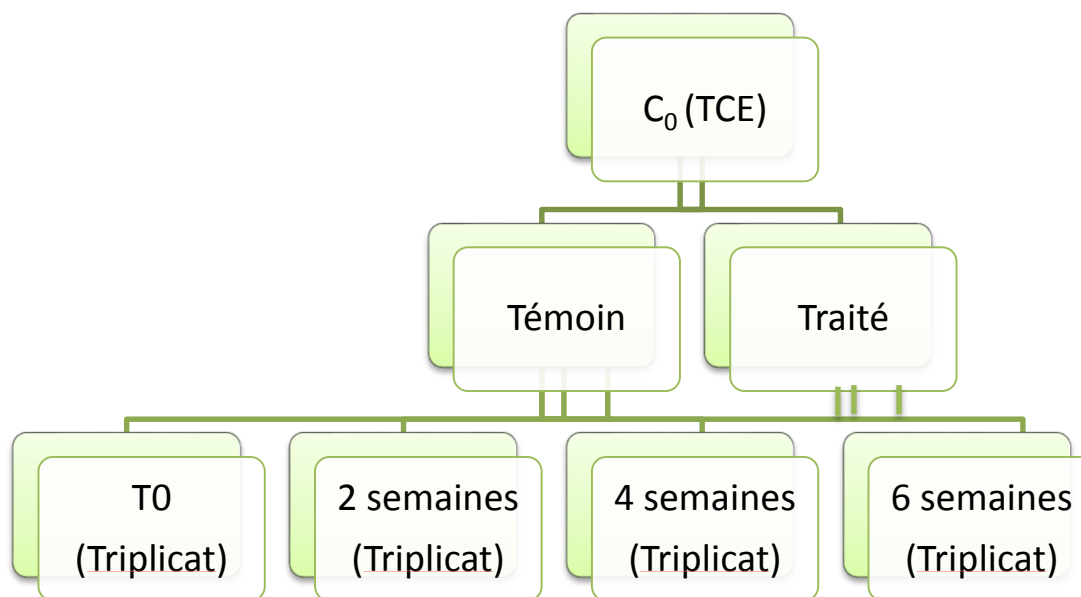 C₀ (TCE)
Témoin
Traité
T0
(Triplicat)
2 semaines
(Triplicat)
4 semaines
(Triplicat)
6 semaines
(Triplicat)